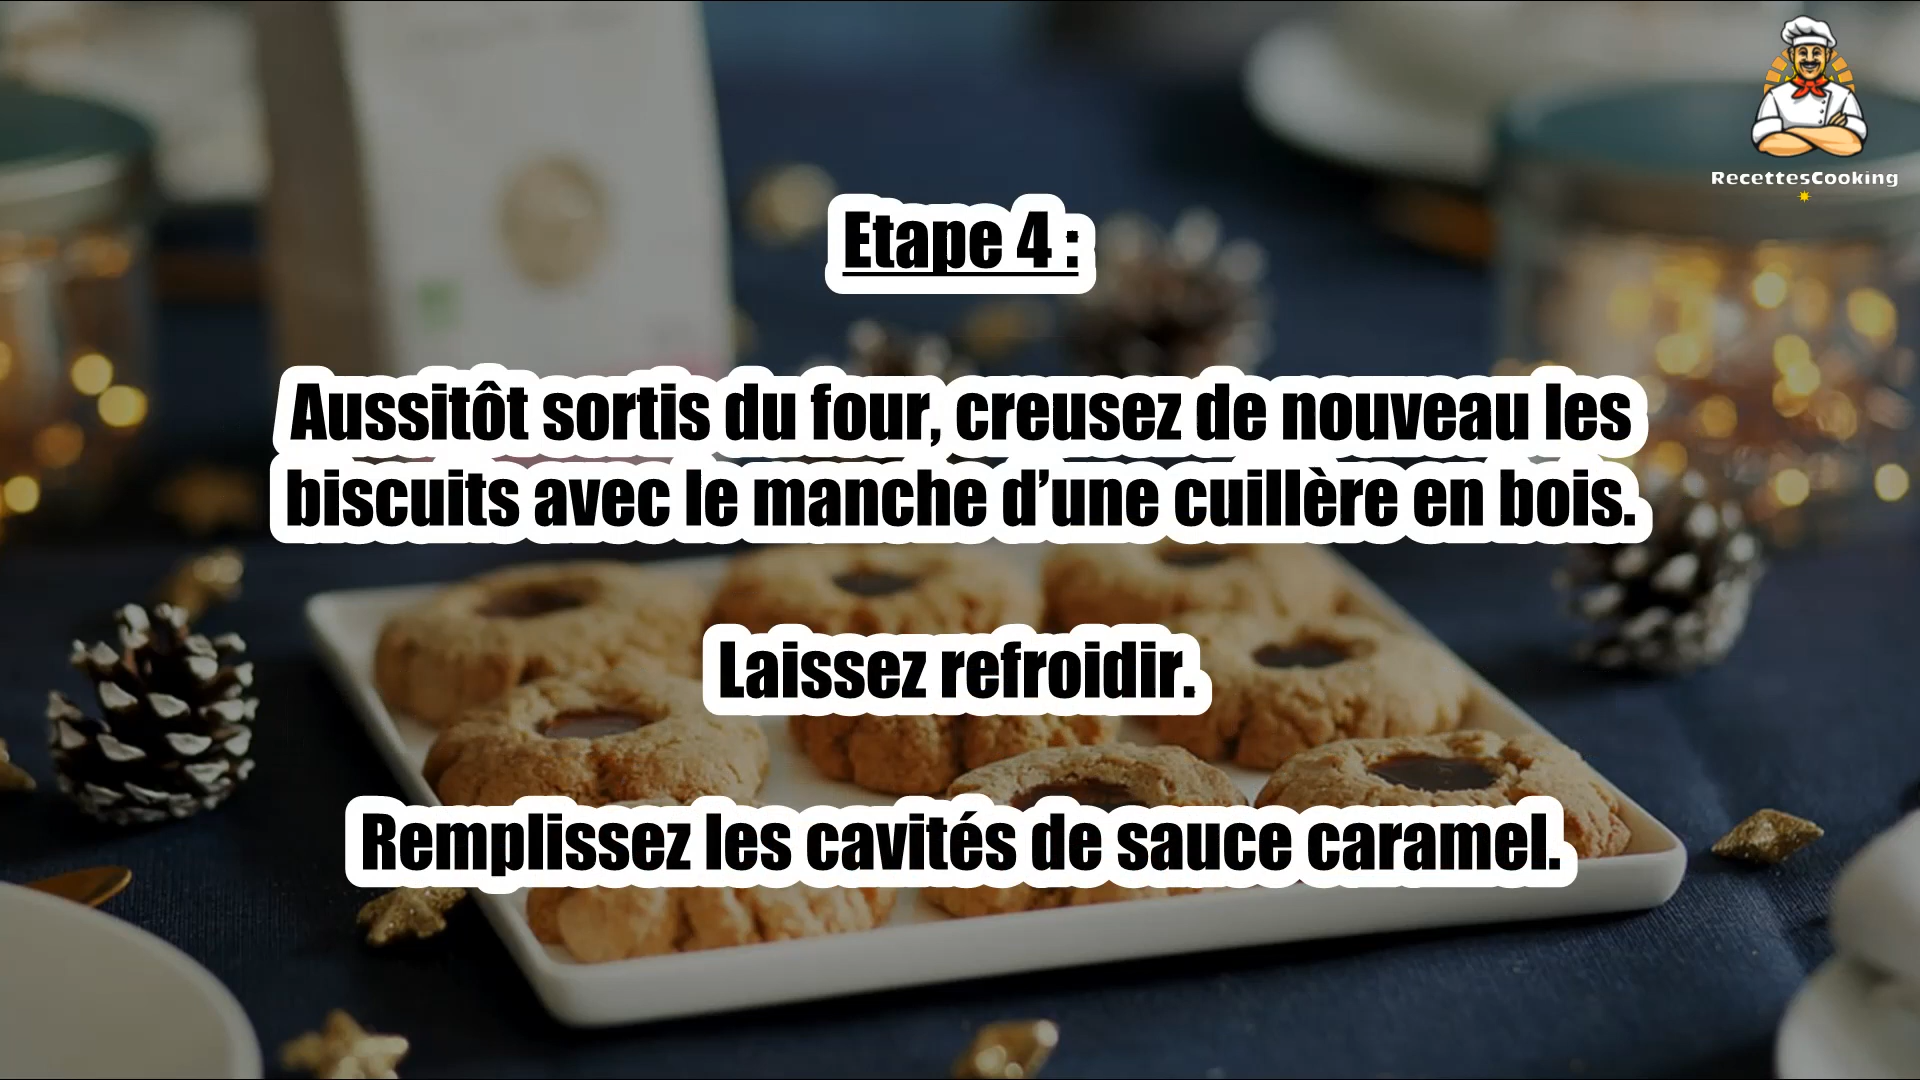 RecettesCooking
Etape 4 :
Aussitôt sortis du four, creusez de nouveau les
biscuits avec le manche d’une cuillère en bois.
Laissez refroidir.
Remplissez les cavités de sauce caramel.